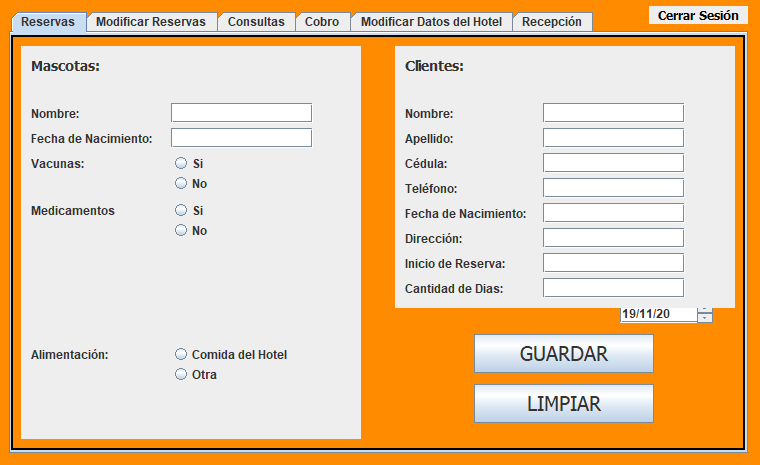 Reservas Modificar Reservas Consultas Cobro Modificar Datos del Hotel Recepción Cerrar Sesión
Mascotas:
Nombre:
Fecha de Nacimiento:
Vacunas: Si
No
Medicamentos Si
No
Alimentación: Comida del Hotel
Otra
Clientes:
Nombre:
Apellido:
Cédula:
Teléfono:
Fecha de Nacimiento:
Dirección:
Inicio de Reserva:
Cantidad de Dias:
19/11/20
GUARDAR
LIMPIAR